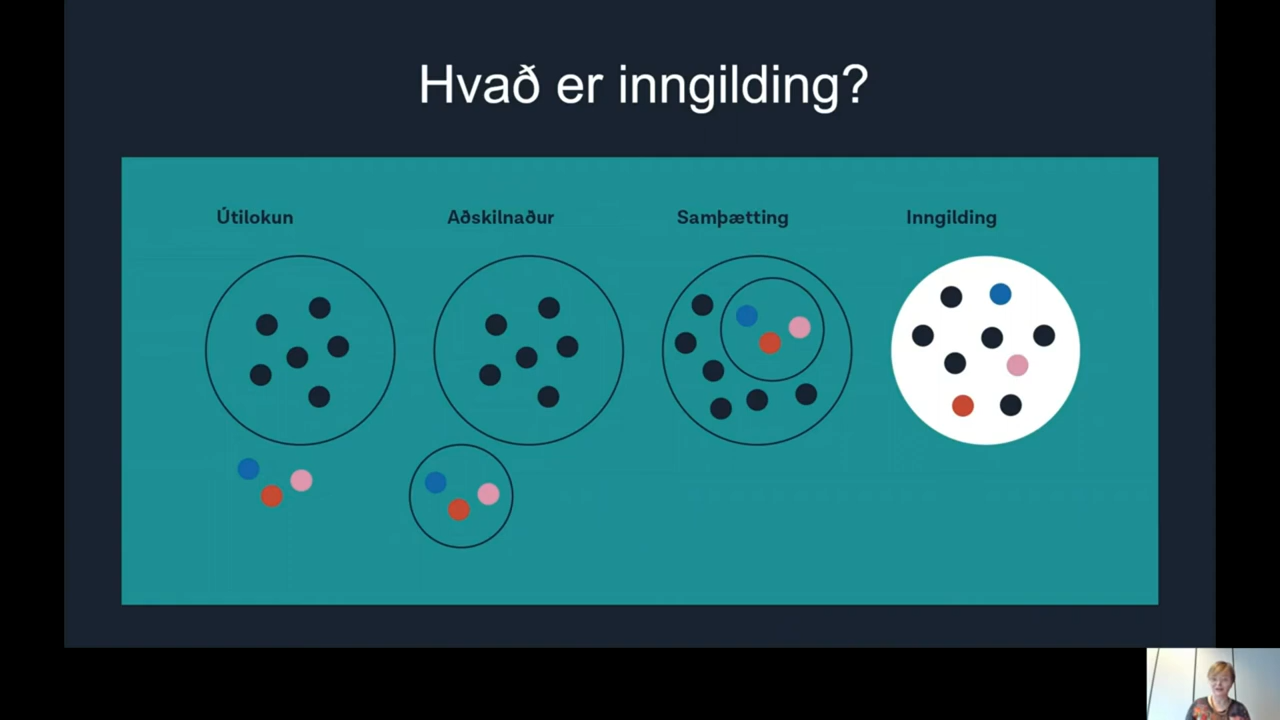 Hvað er inngilding?
Útilokun
Aðskilnaður
Samþætting
Inngilding